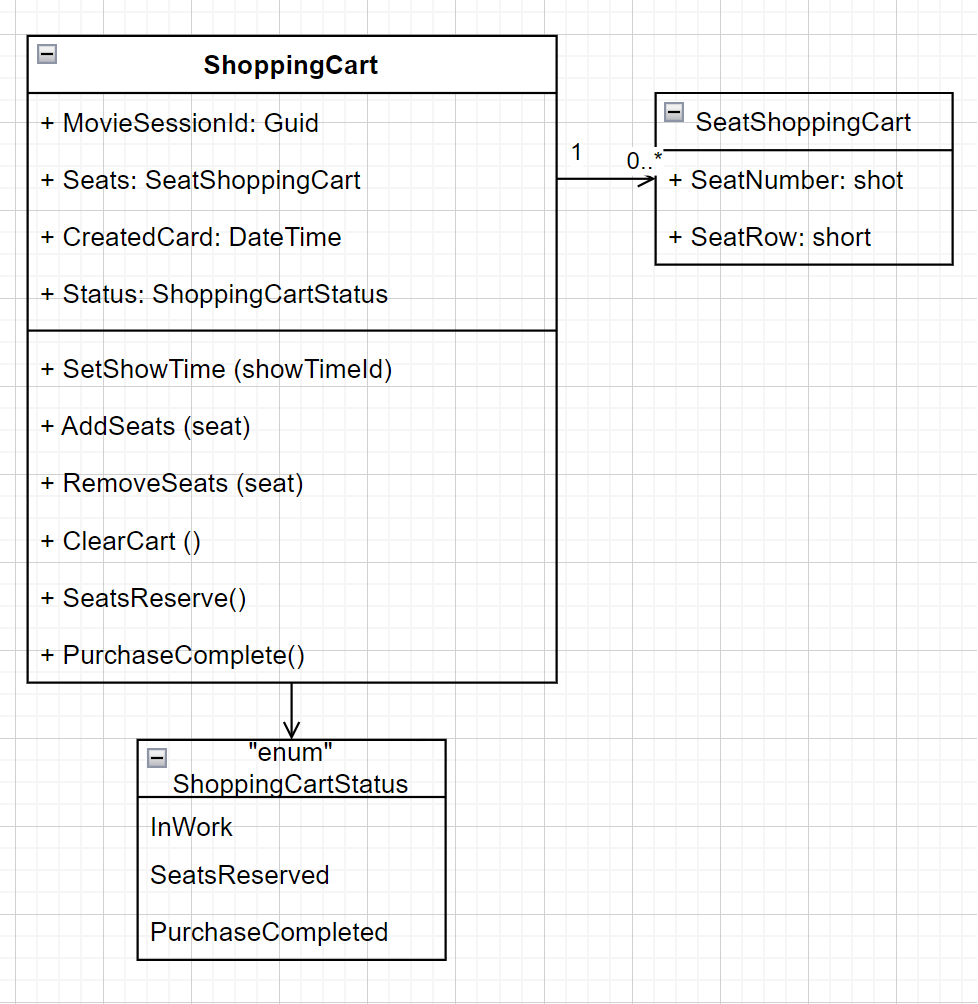 ShoppingCart
+ MovieSessionId: Guid
+ Seats: SeatShoppingCart
+ CreatedCard: DateTime
+ Status: ShoppingCartStatus
+ SetShowTime (showTimeId)
+ AddSeats (seat)
+ RemoveSeats (seat)
+ ClearCart ()
+ SeatsReserve()
+ PurchaseComplete()
1
0..*
SeatShoppingCart
+ SeatNumber: shot
+ SeatRow: short
"enum"
ShoppingCartStatus
InWork
SeatsReserved
PurchaseCompleted